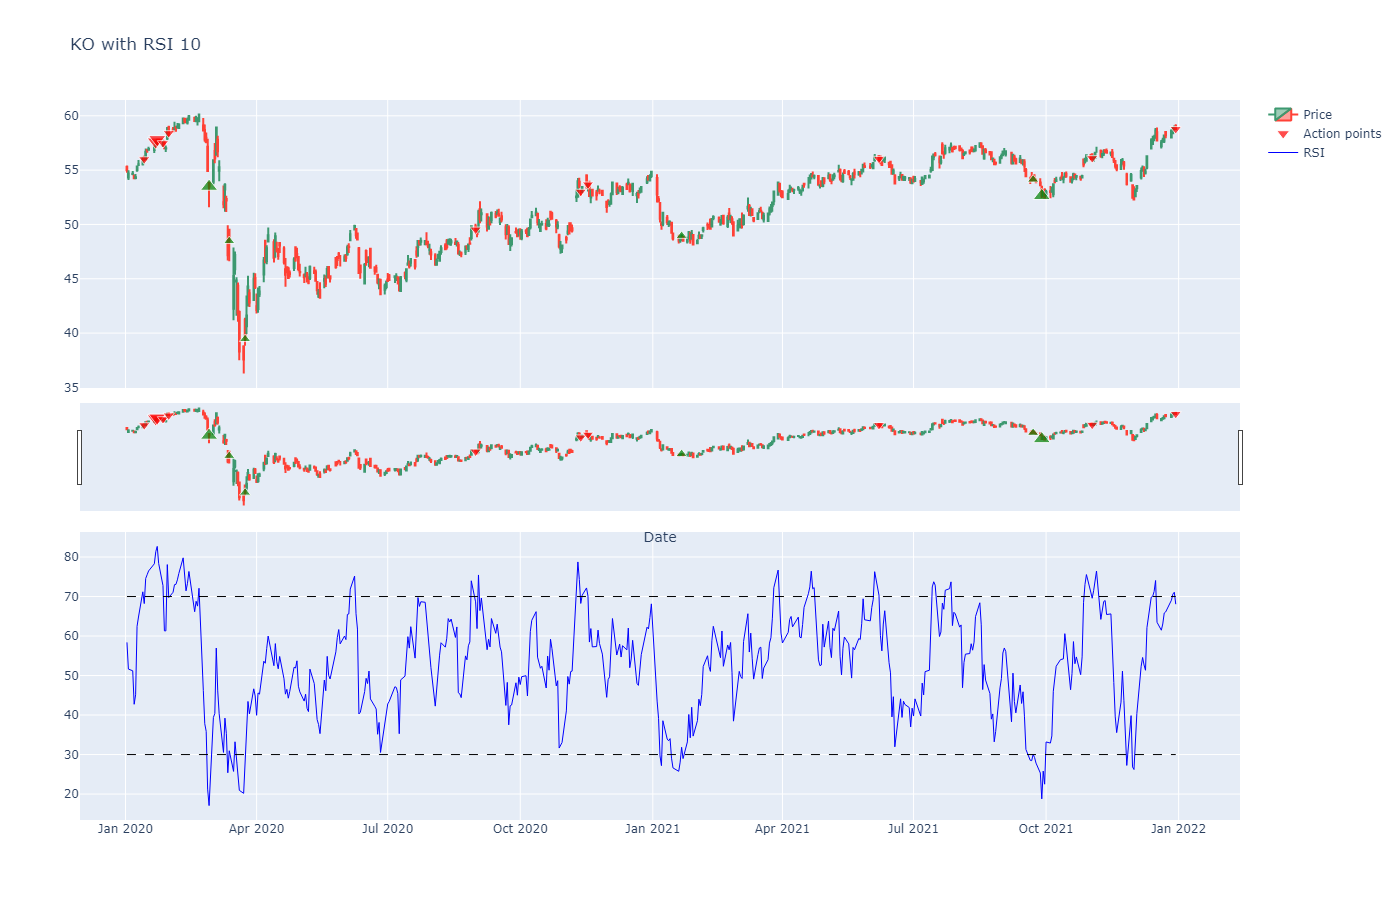 KO with RSI 10
60
55
50
45
40
35
Price
Action points
RSI
Date
80
70
60
50
40
30
20
Jan 2020
Apr 2020
Jul 2020
Oct 2020
Jan 2021
Apr 2021
Jul 2021
Oct 2021
Jan 2022